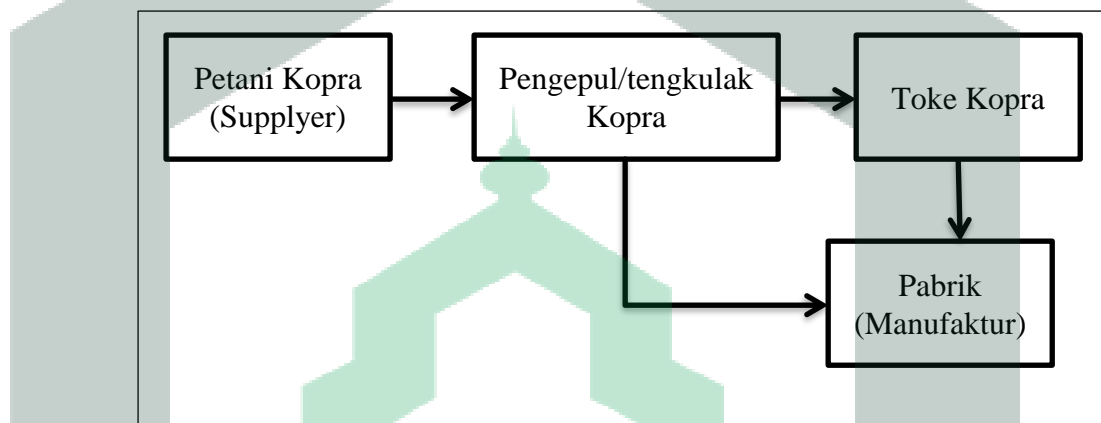 Petani Kopra
(Supplyer)
Pengepul/tengkulak
Kopra
Toke Kopra
Pabrik
(Manufaktur)